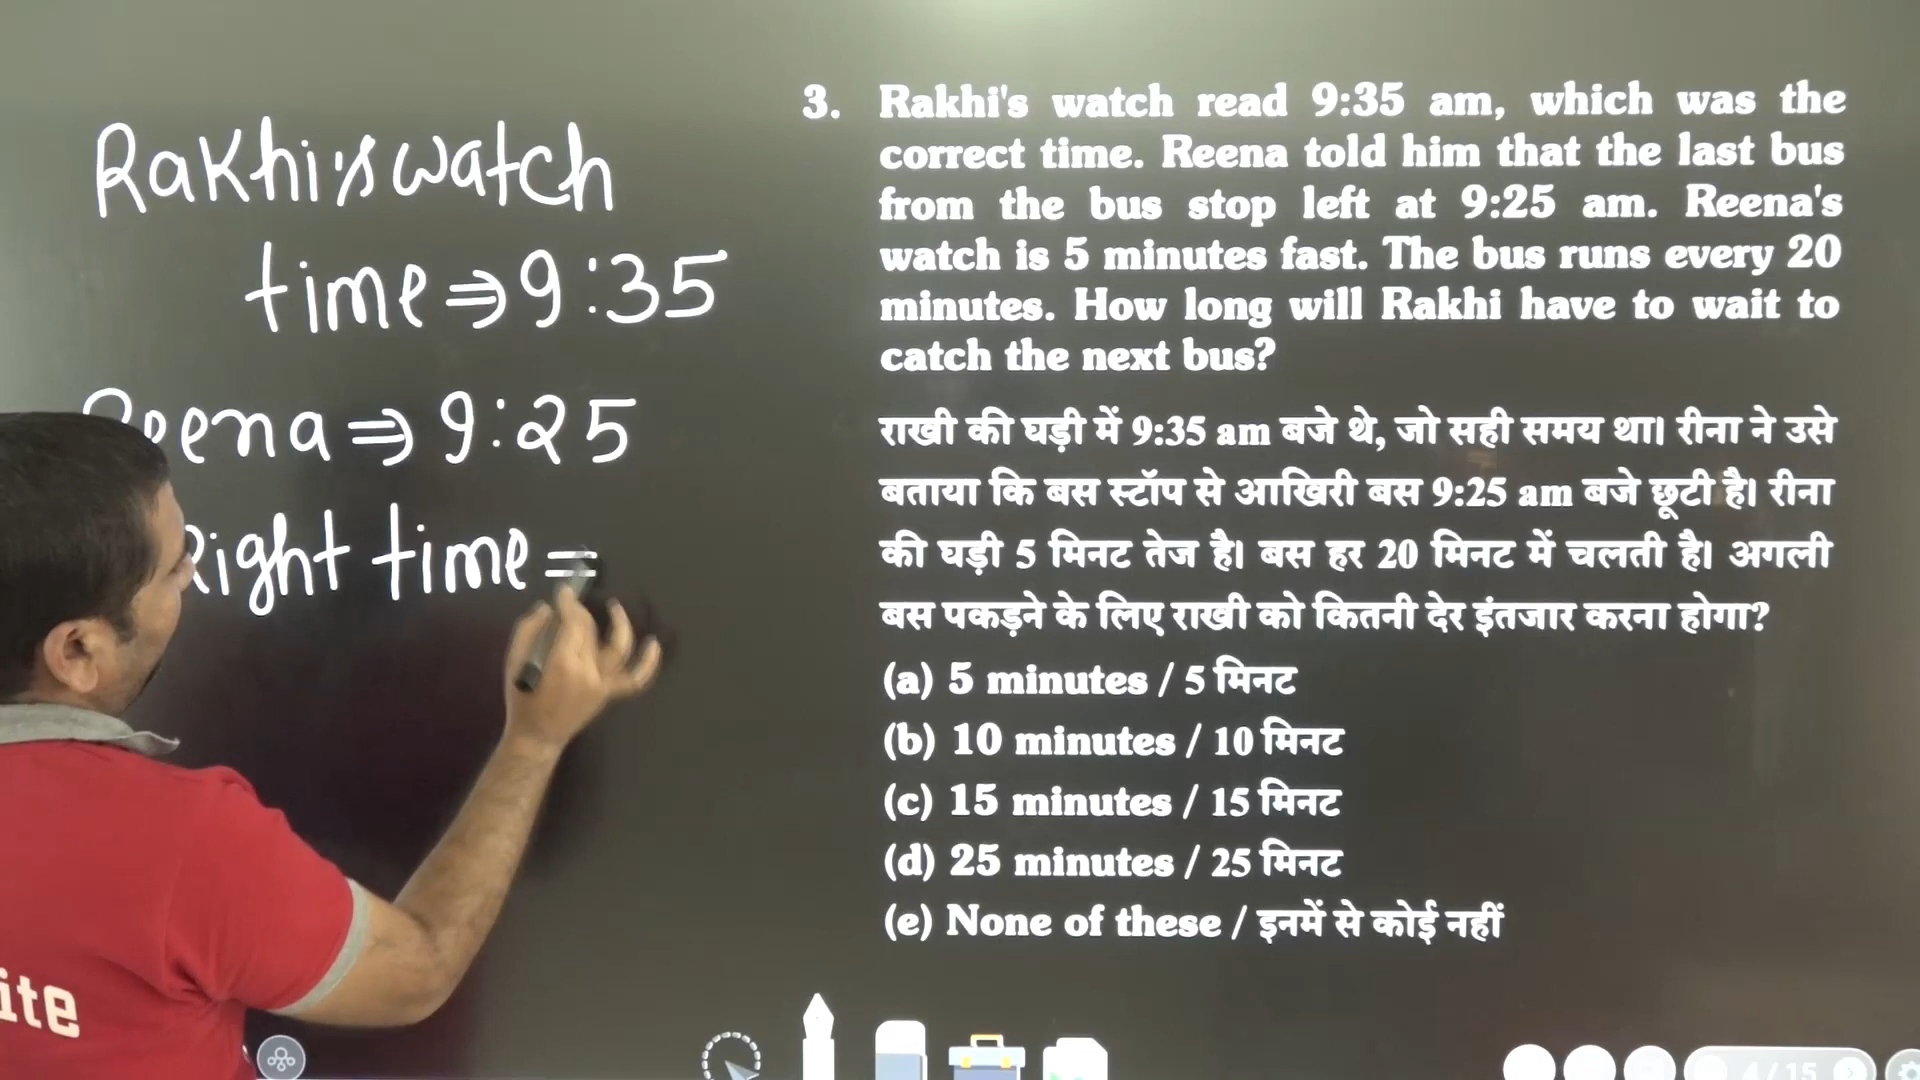 Rakhi's watch
time ⇒ 9:35
Reena ⇒ 9:25
Right time =
3. Rakhi's watch read 9:35 am, which was the
correct time. Reena told him that the last bus
from the bus stop left at 9:25 am. Reena's
watch is 5 minutes fast. The bus runs every 20
minutes. How long will Rakhi have to wait to
catch the next bus?
राखी की घड़ी में 9:35 am बजे थे, जो सही समय था। रीना ने उसे
बताया कि बस स्टॉप से आखिरी बस 9:25 am बजे छूटी है। रीना
की घड़ी 5 मिनट तेज है। बस हर 20 मिनट में चलती है। अगली
बस पकड़ने के लिए राखी को कितनी देर इंतजार करना होगा?
(a) 5 minutes / 5 मिनट
(b) 10 minutes / 10 मिनट
(c) 15 minutes / 15 मिनट
(d) 25 minutes / 25 मिनट
(e) None of these / इनमें से कोई नहीं
ite
4/15